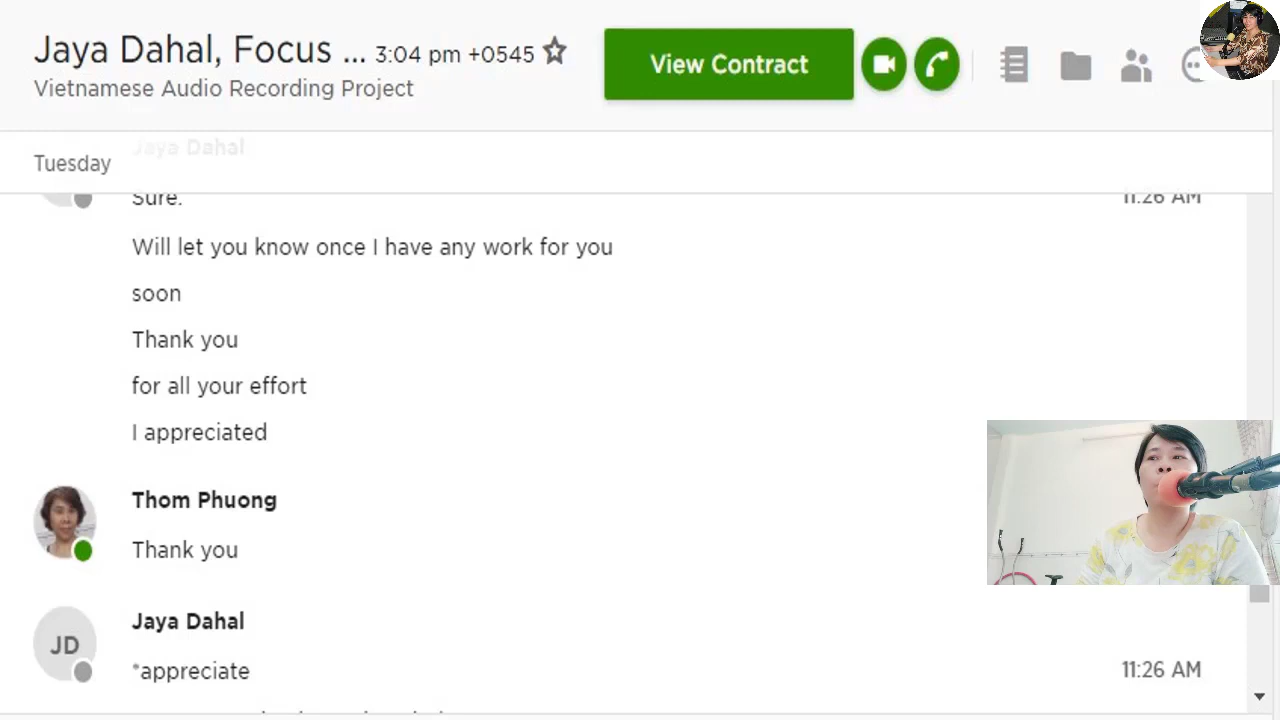 Jaya Dahal, Focus ... 3:04 pm +0545
View Contract
Vietnamese Audio Recording Project
Jaya Dahal
Tuesday
Sure.
11:26 AM
Will let you know once I have any work for you
soon
Thank you
for all your effort
I appreciated
Thom Phuong
Thank you
Jaya Dahal
JD
*appreciate
11:26 AM